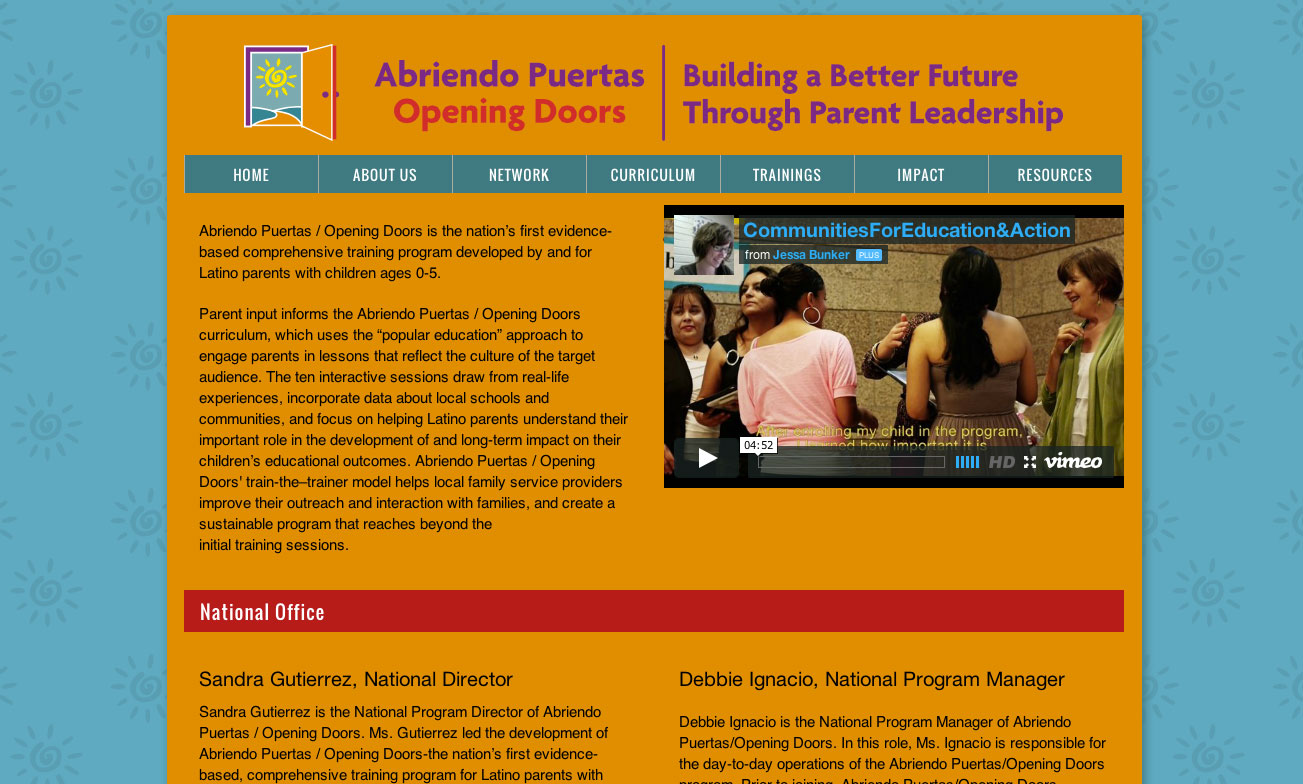 Abriendo Puertas
Opening Doors
Building a Better Future
Through Parent Leadership
HOME
ABOUT US
NETWORK
CURRICULUM
TRAININGS
IMPACT
RESOURCES
Abriendo Puertas / Opening Doors is the nation’s first evidence-
based comprehensive training program developed by and for
Latino parents with children ages 0-5.
Parent input informs the Abriendo Puertas / Opening Doors
curriculum, which uses the “popular education” approach to
engage parents in lessons that reflect the culture of the target
audience. The ten interactive sessions draw from real-life
experiences, incorporate data about local schools and
communities, and focus on helping Latino parents understand their
important role in the development of and long-term impact on their
children’s educational outcomes. Abriendo Puertas / Opening
Doors' train-the–trainer model helps local family service providers
improve their outreach and interaction with families, and create a
sustainable program that reaches beyond the
initial training sessions.
CommunitiesForEducation&Action
from Jessa Bunker PLUS
After enrolling my child in the program,
I learned how important it is
04:52
HD vimeo
National Office
Sandra Gutierrez, National Director
Sandra Gutierrez is the National Program Director of Abriendo
Puertas / Opening Doors. Ms. Gutierrez led the development of
Abriendo Puertas / Opening Doors-the nation’s first evidence-
based, comprehensive training program for Latino parents with
Debbie Ignacio, National Program Manager
Debbie Ignacio is the National Program Manager of Abriendo
Puertas/Opening Doors. In this role, Ms. Ignacio is responsible for
the day-to-day operations of the Abriendo Puertas/Opening Doors
program. Prior to joining, Abriendo Puertas/Opening Doors,